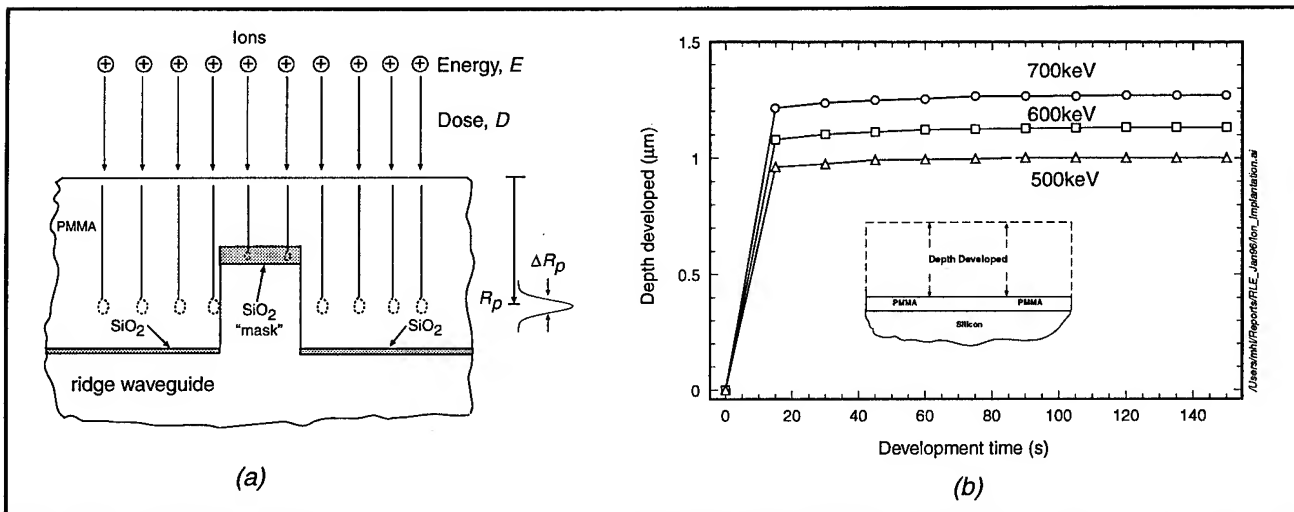 Ions
Energy, E
Dose, D
PMMA
ΔRp
Rp
SiO2
SiO2
"mask"
SiO2
ridge waveguide
(a)
1.5
1
0.5
0
Depth developed (μm)
700keV
600keV
500keV
Depth Developed
PMMA
PMMA
Silicon
0
20
40
60
80
100
120
140
Development time (s)
(b)
/Users/mhl/Reports/RLE_Jan96/Ion_Implantation.ai